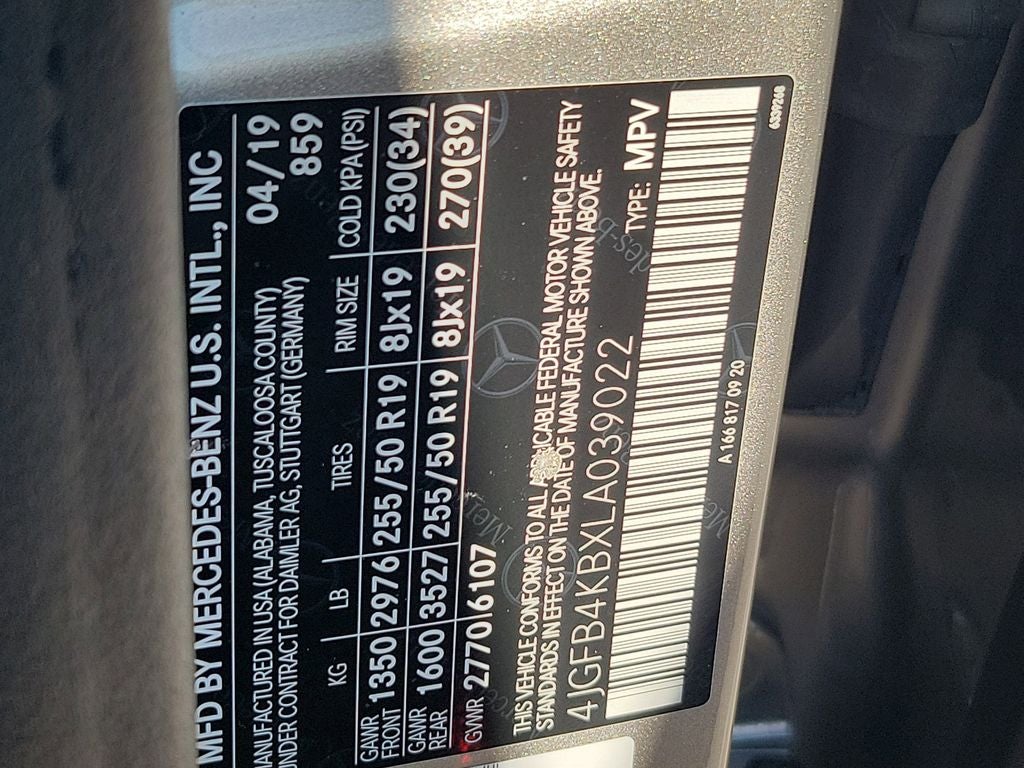 MFD BY MERCEDES-BENZ U.S. INTL., INC
MANUFACTURED IN USA (ALABAMA, TUSCALOOSA COUNTY) 04/19
UNDER CONTRACT FOR DAIMLER AG, STUTTGART (GERMANY) 859
KG LB TIRES RIM SIZE COLD KPA(PSI)
GAWR FRONT 1350 2976 255/50 R19 8Jx19 230(34)
GAWR REAR 1600 3527 255/50 R19 8Jx19 270(39)
GWR 2770 6107
THIS VEHICLE CONFORMS TO ALL APPLICABLE FEDERAL MOTOR VEHICLE SAFETY
STANDARDS IN EFFECT ON THE DATE OF MANUFACTURE SHOWN ABOVE.
4JGFB4KBXLA039022 TYPE: MPV
A 166 817 09 20
6339268